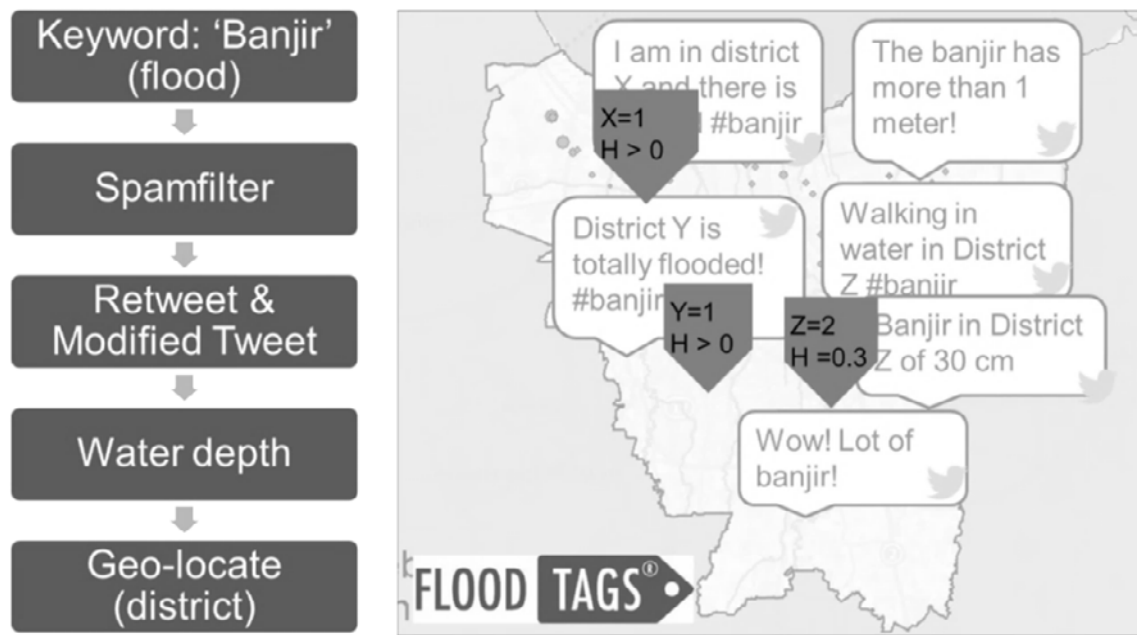 Keyword: ‘Banjir’
(flood)
Spamfilter
Retweet &
Modified Tweet
Water depth
Geo-locate
(district)
I am in district
X and there is
#banjir
X=1
H > 0
The banjir has
more than 1
meter!
District Y is
totally flooded!
#banjir
Y=1
H > 0
Walking in
water in District
Z #banjir
Z=2
H =0.3
Banjir in District
Z of 30 cm
Wow! Lot of
banjir!
FLOOD TAGS®